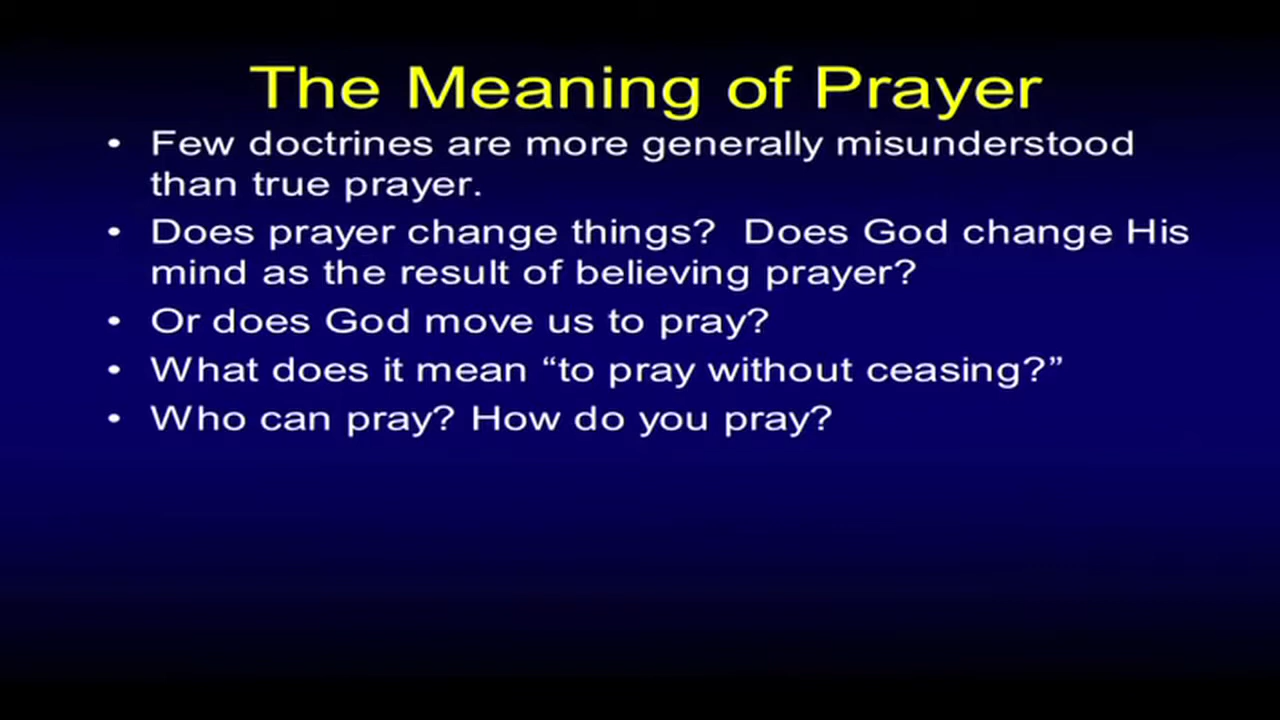 The Meaning of Prayer
• Few doctrines are more generally misunderstood
than true prayer.
• Does prayer change things?  Does God change His
mind as the result of believing prayer?
• Or does God move us to pray?
• What does it mean “to pray without ceasing?”
• Who can pray? How do you pray?